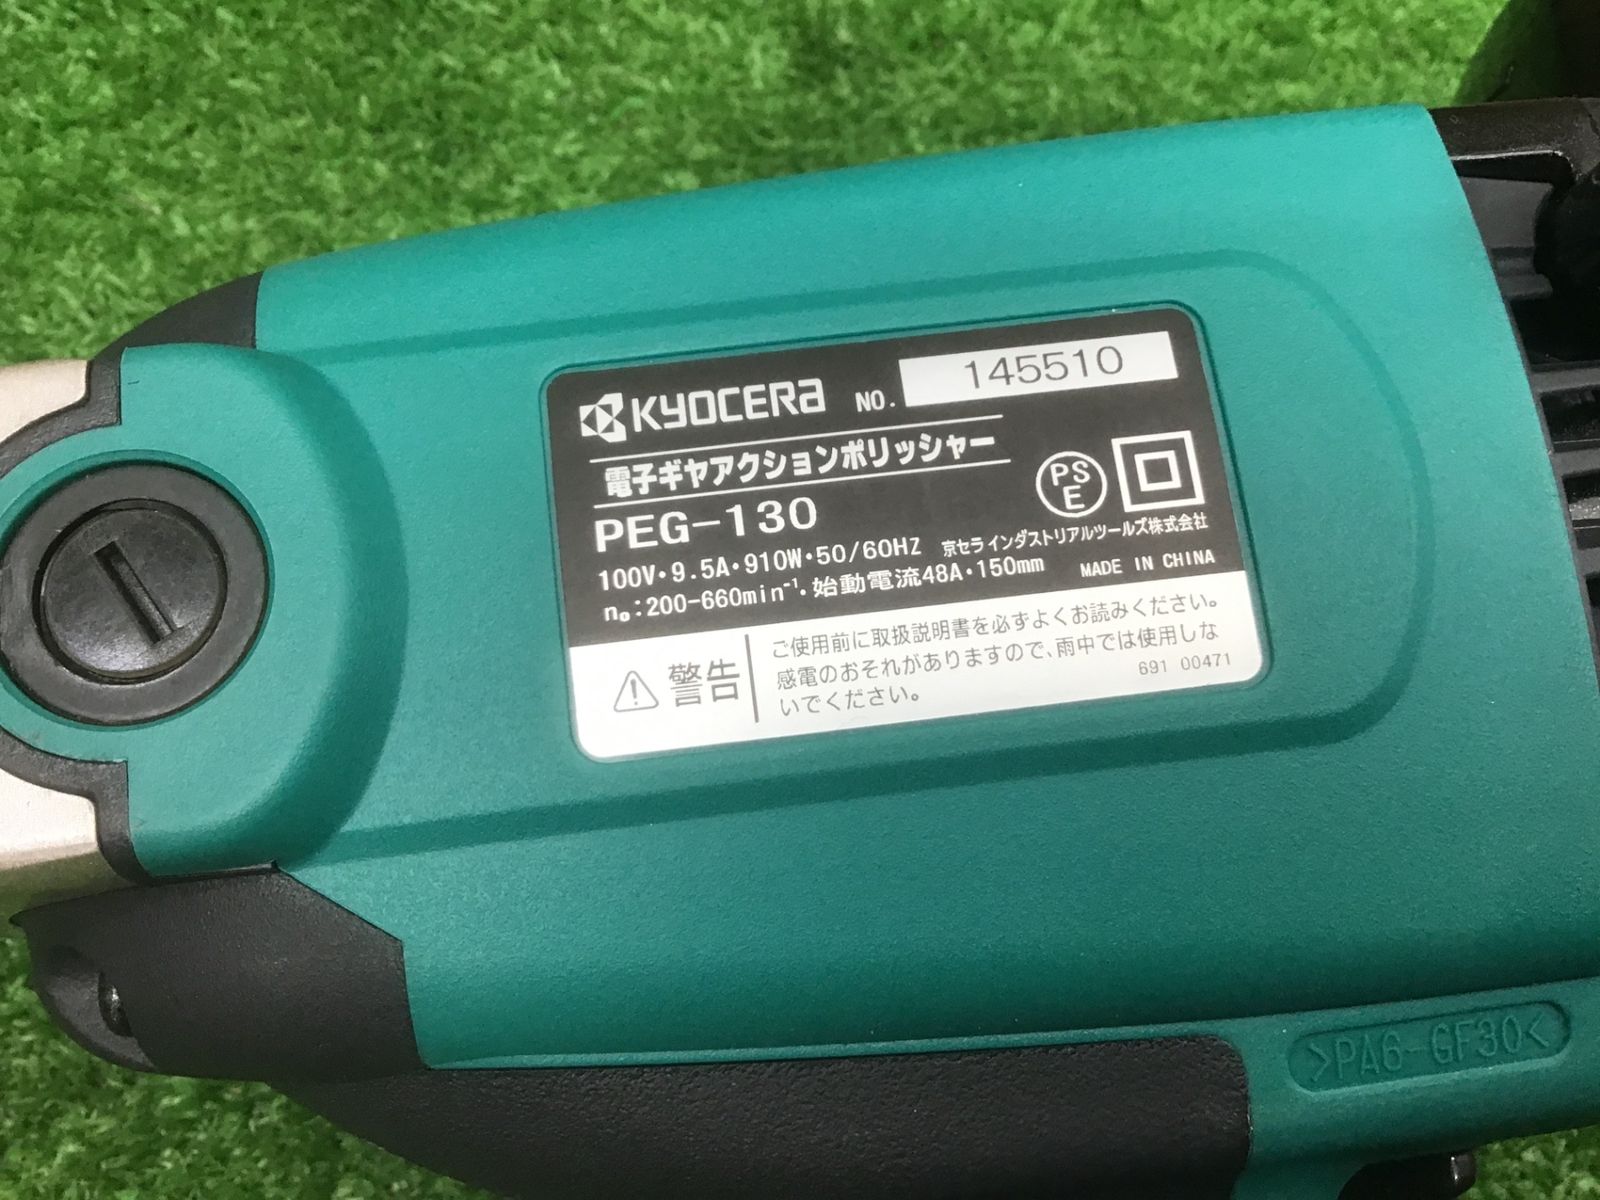 KYOCERA NO. 145510
電子ギヤアクションポリッシャー
PEG-130
PS
E
100V・9.5A・910W・50/60HZ 京セラインダストリアルツールズ株式会社
n₀:200-660min⁻¹・始動電流48A・150mm MADE IN CHINA
警告
ご使用前に取扱説明書を必ずよくお読みください。
感電のおそれがありますので、雨中では使用しな
いでください。
691 00471
>PA6-GF30<